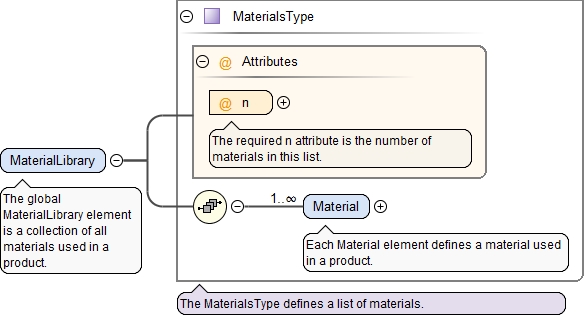 MaterialsType
@ Attributes
@ n
The required n attribute is the number of
materials in this list.
MaterialLibrary
The global
MaterialLibrary element
is a collection of all
materials used in a
product.
1..∞
Material
Each Material element defines a material used
in a product.
The MaterialsType defines a list of materials.